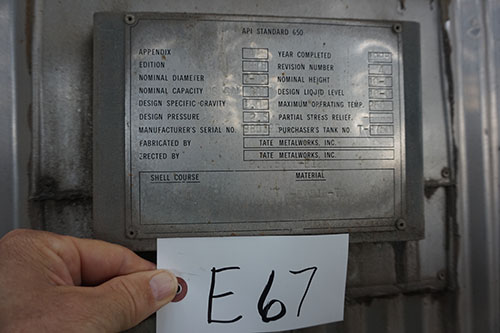 API STANDARD 650
APPENDIX YEAR COMPLETED
EDITION REVISION NUMBER
NOMINAL DIAMETER NOMINAL HEIGHT
NOMINAL CAPACITY DESIGN LIQUID LEVEL
DESIGN SPECIFIC GRAVITY MAXIMUM OPERATING TEMP.
DESIGN PRESSURE PARTIAL STRESS RELIEF.
MANUFACTURER'S SERIAL NO. PURCHASER'S TANK NO.
FABRICATED BY TATE METALWORKS, INC.
ERECTED BY TATE METALWORKS, INC.
SHELL COURSE MATERIAL
E67